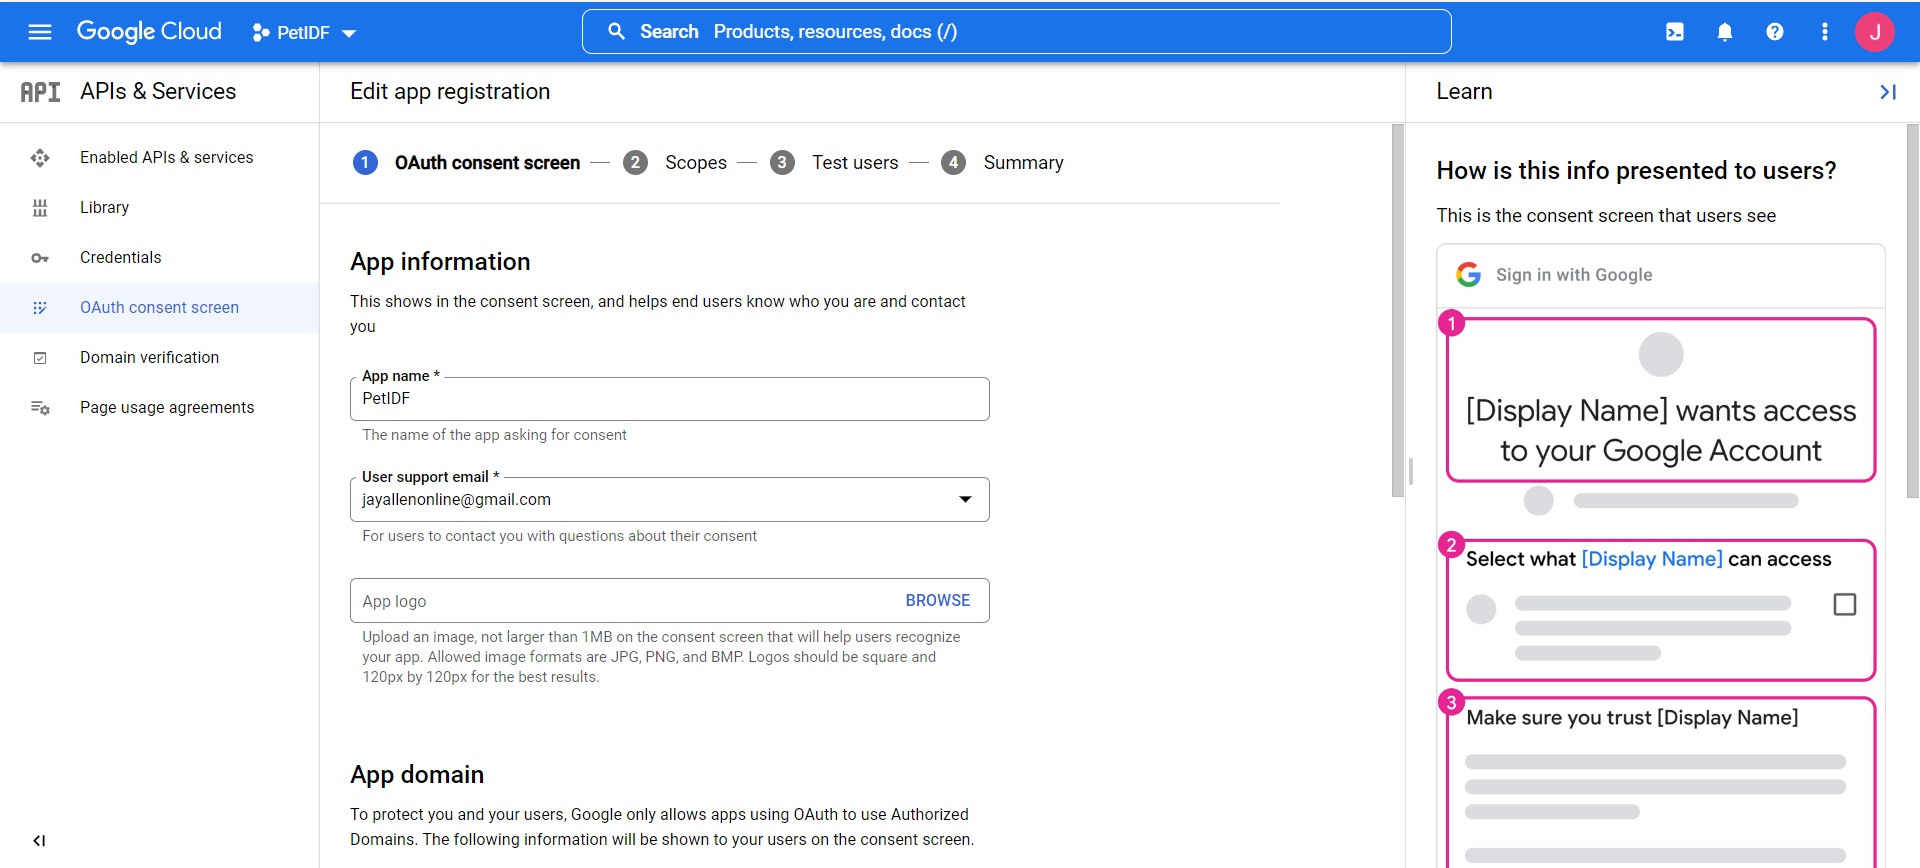 Google Cloud
PetIDF
Search Products, resources, docs (/)
J
API APIs & Services
Enabled APIs & services
Library
Credentials
OAuth consent screen
Domain verification
Page usage agreements
Edit app registration
1 OAuth consent screen — 2 Scopes — 3 Test users — 4 Summary
App information
This shows in the consent screen, and helps end users know who you are and contact
you
App name *
PetIDF
The name of the app asking for consent
User support email *
jayallenonline@gmail.com
For users to contact you with questions about their consent
App logo BROWSE
Upload an image, not larger than 1MB on the consent screen that will help users recognize
your app. Allowed image formats are JPG, PNG, and BMP. Logos should be square and
120px by 120px for the best results.
App domain
To protect you and your users, Google only allows apps using OAuth to use Authorized
Domains. The following information will be shown to your users on the consent screen.
Learn
How is this info presented to users?
This is the consent screen that users see
G Sign in with Google
1
[Display Name] wants access
to your Google Account
2
Select what [Display Name] can access
3
Make sure you trust [Display Name]